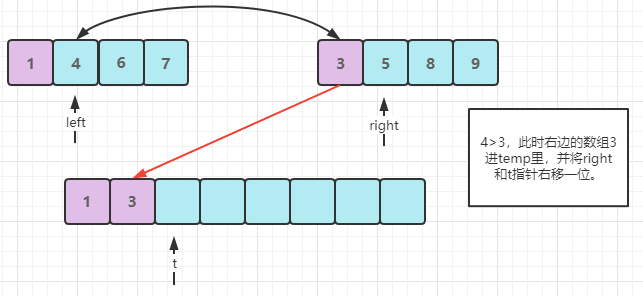 1 4 6 7
3 5 8 9
left
right
4>3，此时右边的数组3
进temp里，并将right
和t指针右移一位。
1 3
t